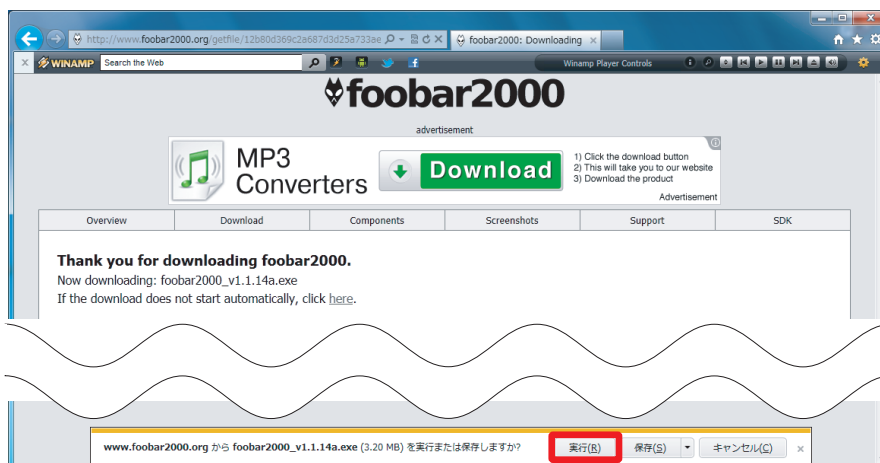 http://www.foobar2000.org/getfile/12b80d369c2a687d3d25a733ae
foobar2000: Downloading
WINAMP
Search the Web
Winamp Player Controls
foobar2000
advertisement
MP3
Converters
Download
1) Click the download button
2) This will take you to our website
3) Download the product
Advertisement
Overview
Download
Components
Screenshots
Support
SDK
Thank you for downloading foobar2000.
Now downloading: foobar2000_v1.1.14a.exe
If the download does not start automatically, click here.
www.foobar2000.org から foobar2000_v1.1.14a.exe (3.20 MB) を実行または保存しますか?
実行(R)
保存(S)
キャンセル(C)